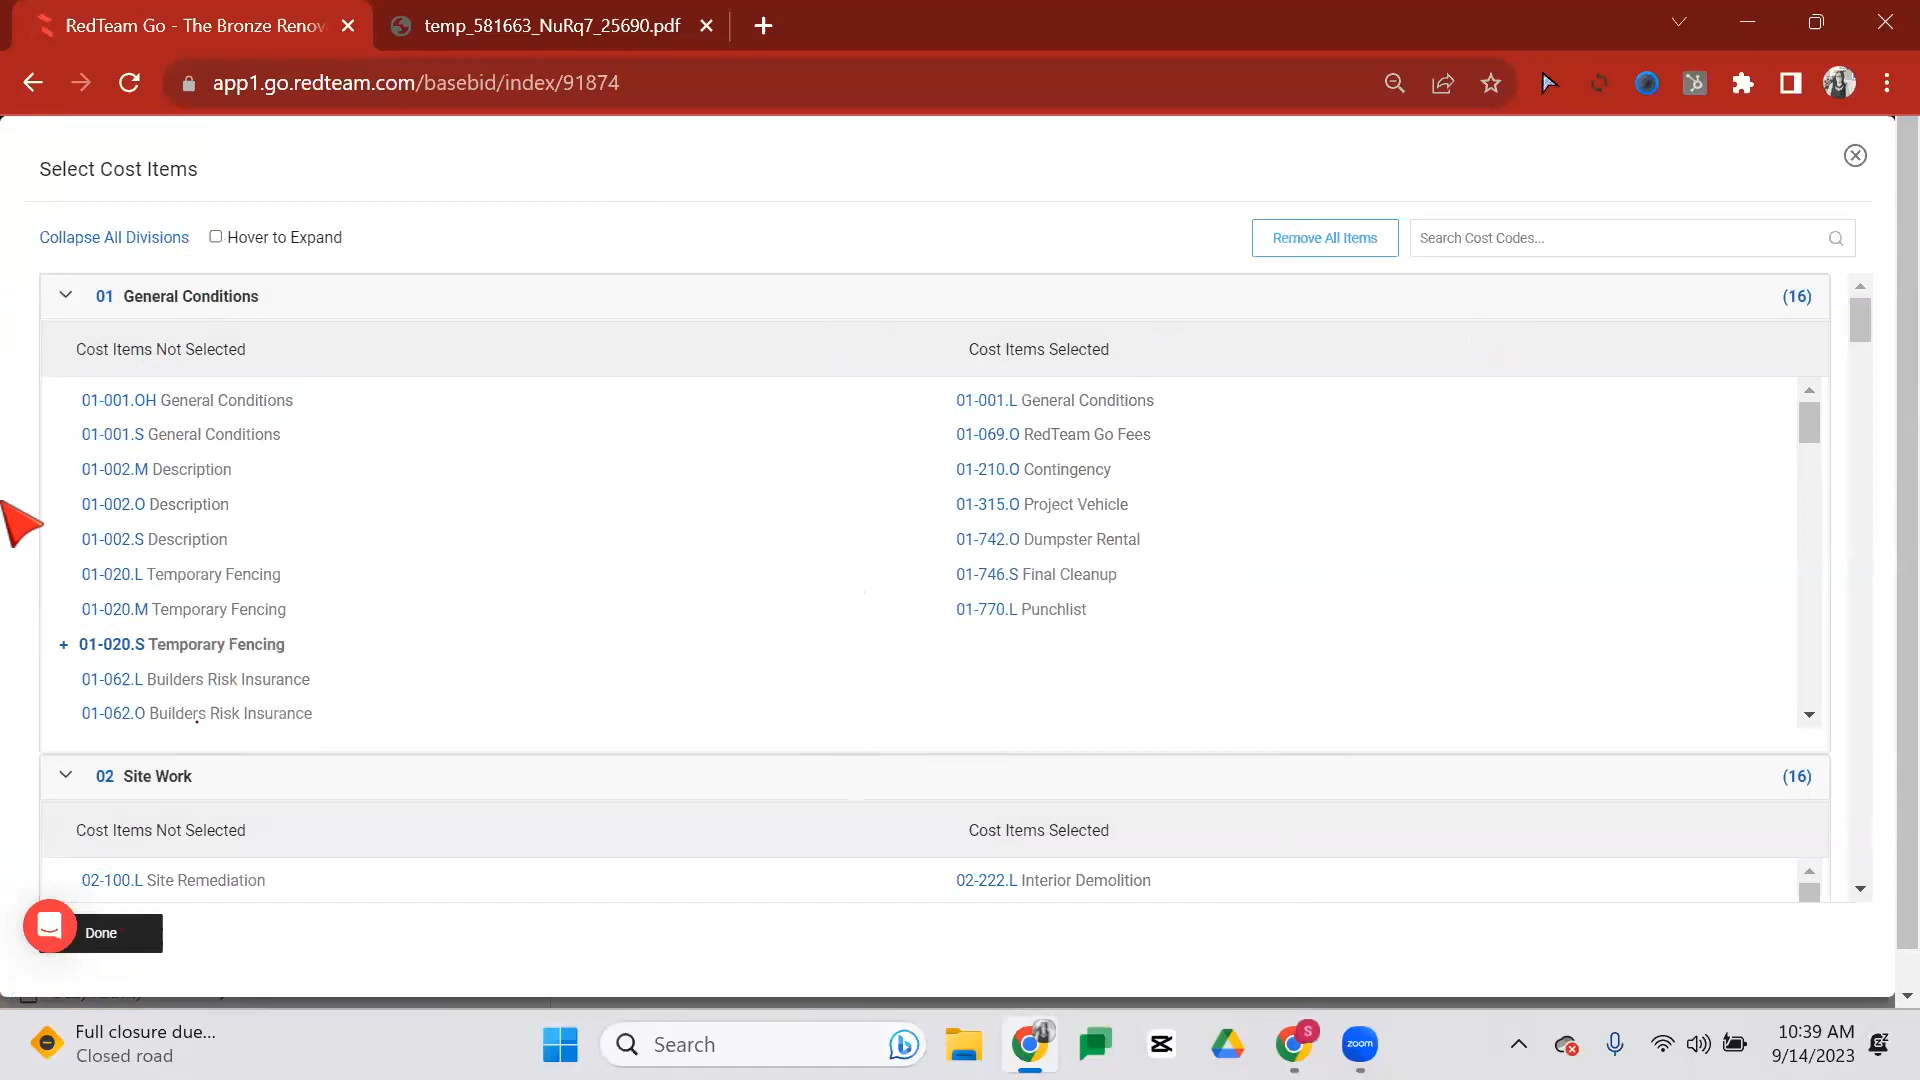 RedTeam Go - The Bronze Renov
temp_581663_NuRq7_25690.pdf
app1.go.redteam.com/basebid/index/91874
Select Cost Items
Collapse All Divisions
Hover to Expand
Remove All Items
Search Cost Codes...
01 General Conditions
(16)
Cost Items Not Selected
Cost Items Selected
01-001.OH General Conditions
01-001.L General Conditions
01-001.S General Conditions
01-069.O RedTeam Go Fees
01-002.M Description
01-210.O Contingency
01-002.O Description
01-315.O Project Vehicle
01-002.S Description
01-742.O Dumpster Rental
01-020.L Temporary Fencing
01-746.S Final Cleanup
01-020.M Temporary Fencing
01-770.L Punchlist
+ 01-020.S Temporary Fencing
01-062.L Builders Risk Insurance
01-062.O Builders Risk Insurance
02 Site Work
(16)
Cost Items Not Selected
Cost Items Selected
02-100.L Site Remediation
02-222.L Interior Demolition
Done
Full closure due...
Closed road
Search
S
zoom
10:39 AM
9/14/2023